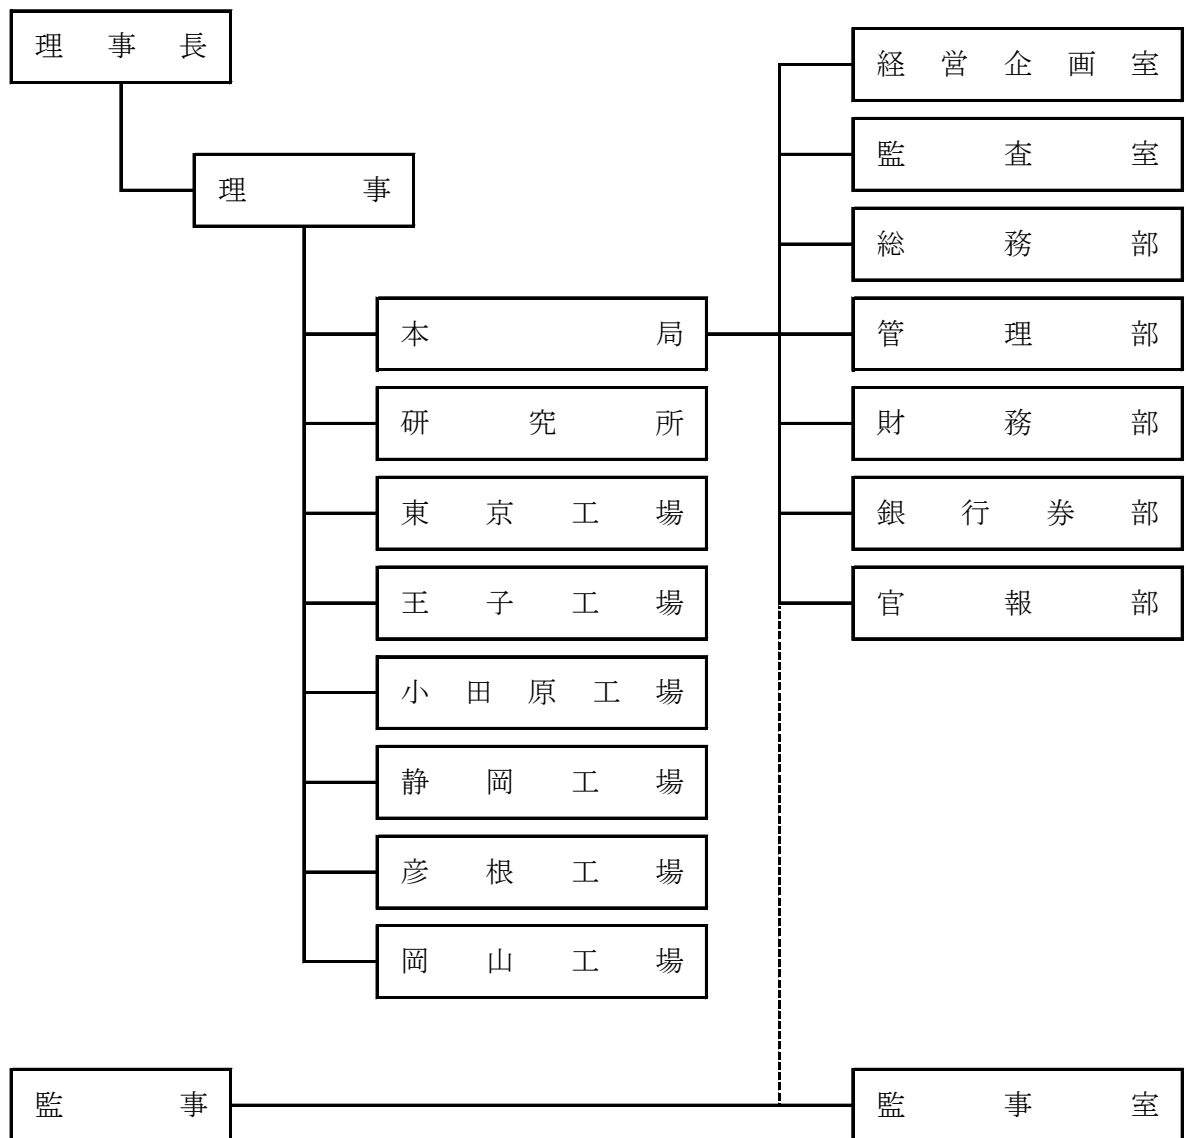 理事長
理事
本局
研究所
東京工場
王子工場
小田原工場
静岡工場
彦根工場
岡山工場
経営企画室
監査室
総務部
管理部
財務部
銀行券部
官報部
監事
監事室